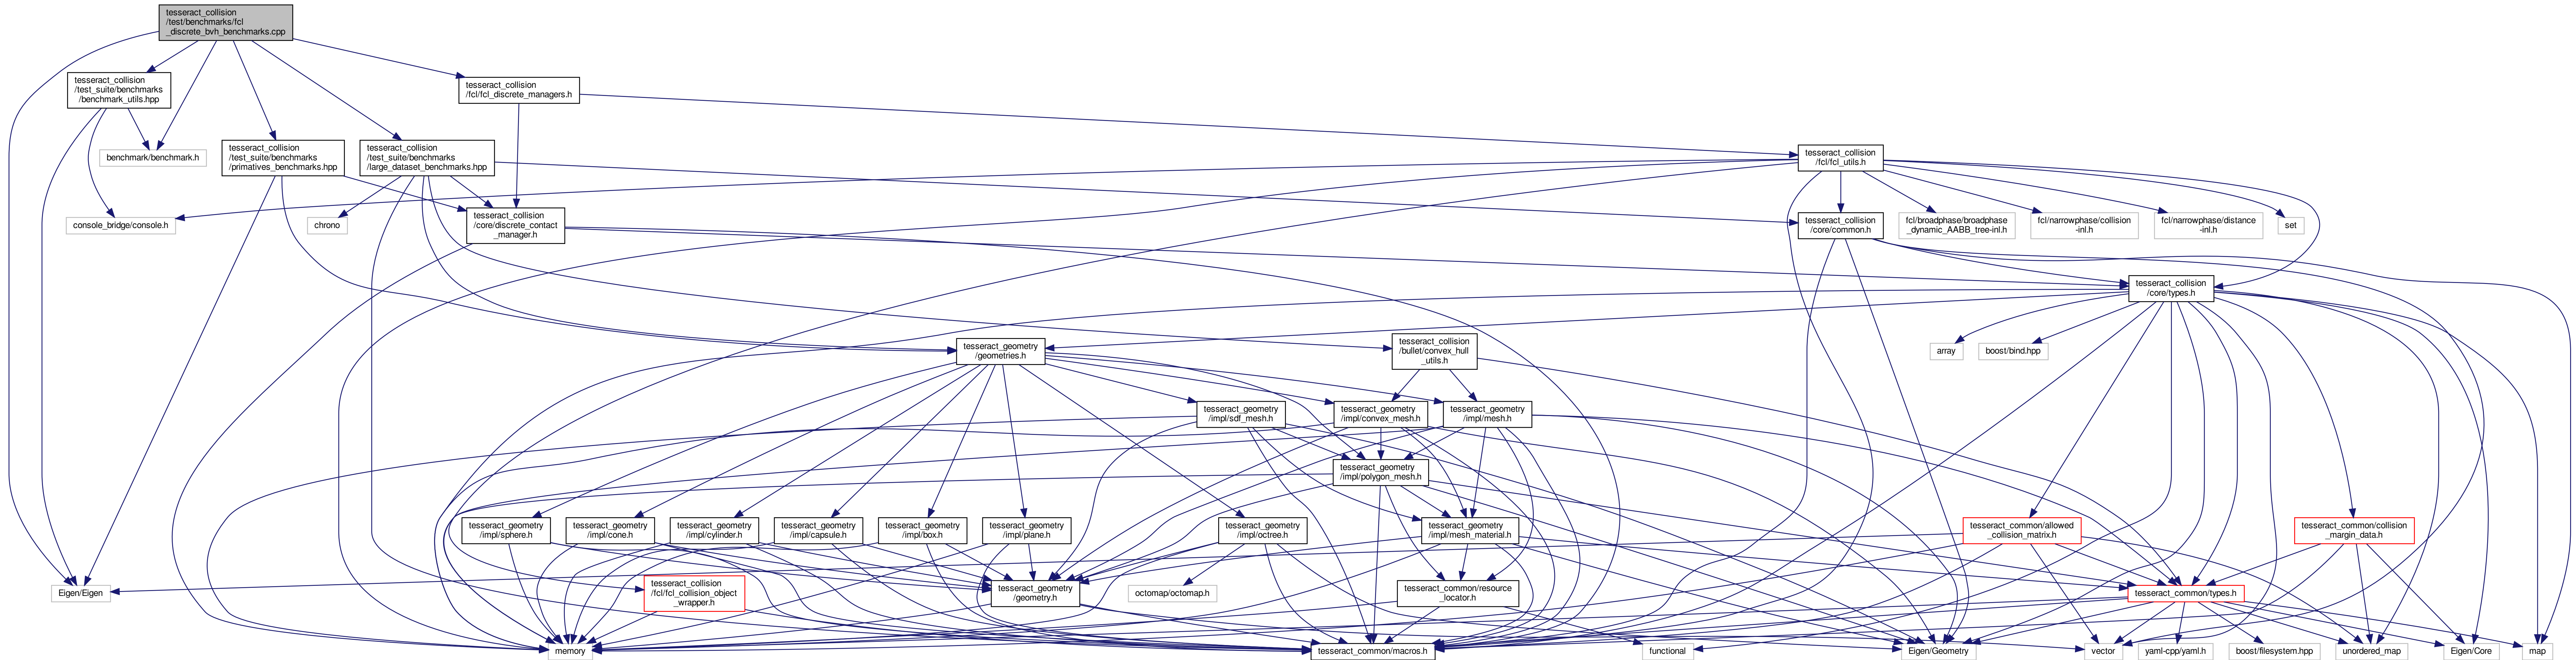 tesseract_collision
/test/benchmarks/fcl
_discrete_bvh_benchmarks.cpp
tesseract_collision
/test_suite/benchmarks
/benchmark_utils.hpp
tesseract_collision
/fcl/fcl_discrete_managers.h
benchmark/benchmark.h
tesseract_collision
/test_suite/benchmarks
/primatives_benchmarks.hpp
tesseract_collision
/test_suite/benchmarks
/large_dataset_benchmarks.hpp
tesseract_collision
/fcl/fcl_utils.h
console_bridge/console.h
chrono
tesseract_collision
/core/discrete_contact
_manager.h
tesseract_collision
/core/common.h
fcl/broadphase/broadphase
_dynamic_AABB_tree-inl.h
fcl/narrowphase/collision
-inl.h
fcl/narrowphase/distance
-inl.h
set
tesseract_collision
/core/types.h
tesseract_geometry
/geometries.h
tesseract_collision
/bullet/convex_hull
_utils.h
array
boost/bind.hpp
tesseract_geometry
/impl/sdf_mesh.h
tesseract_geometry
/impl/convex_mesh.h
tesseract_geometry
/impl/mesh.h
tesseract_geometry
/impl/polygon_mesh.h
tesseract_geometry
/impl/sphere.h
tesseract_geometry
/impl/cone.h
tesseract_geometry
/impl/cylinder.h
tesseract_geometry
/impl/capsule.h
tesseract_geometry
/impl/box.h
tesseract_geometry
/impl/plane.h
tesseract_geometry
/impl/octree.h
tesseract_geometry
/impl/mesh_material.h
tesseract_common/allowed
_collision_matrix.h
tesseract_common/collision
_margin_data.h
Eigen/Eigen
tesseract_collision
/fcl/fcl_collision_object
_wrapper.h
tesseract_geometry
/geometry.h
octomap/octomap.h
tesseract_common/resource
_locator.h
tesseract_common/types.h
memory
tesseract_common/macros.h
functional
Eigen/Geometry
vector
yaml-cpp/yaml.h
boost/filesystem.hpp
unordered_map
Eigen/Core
map